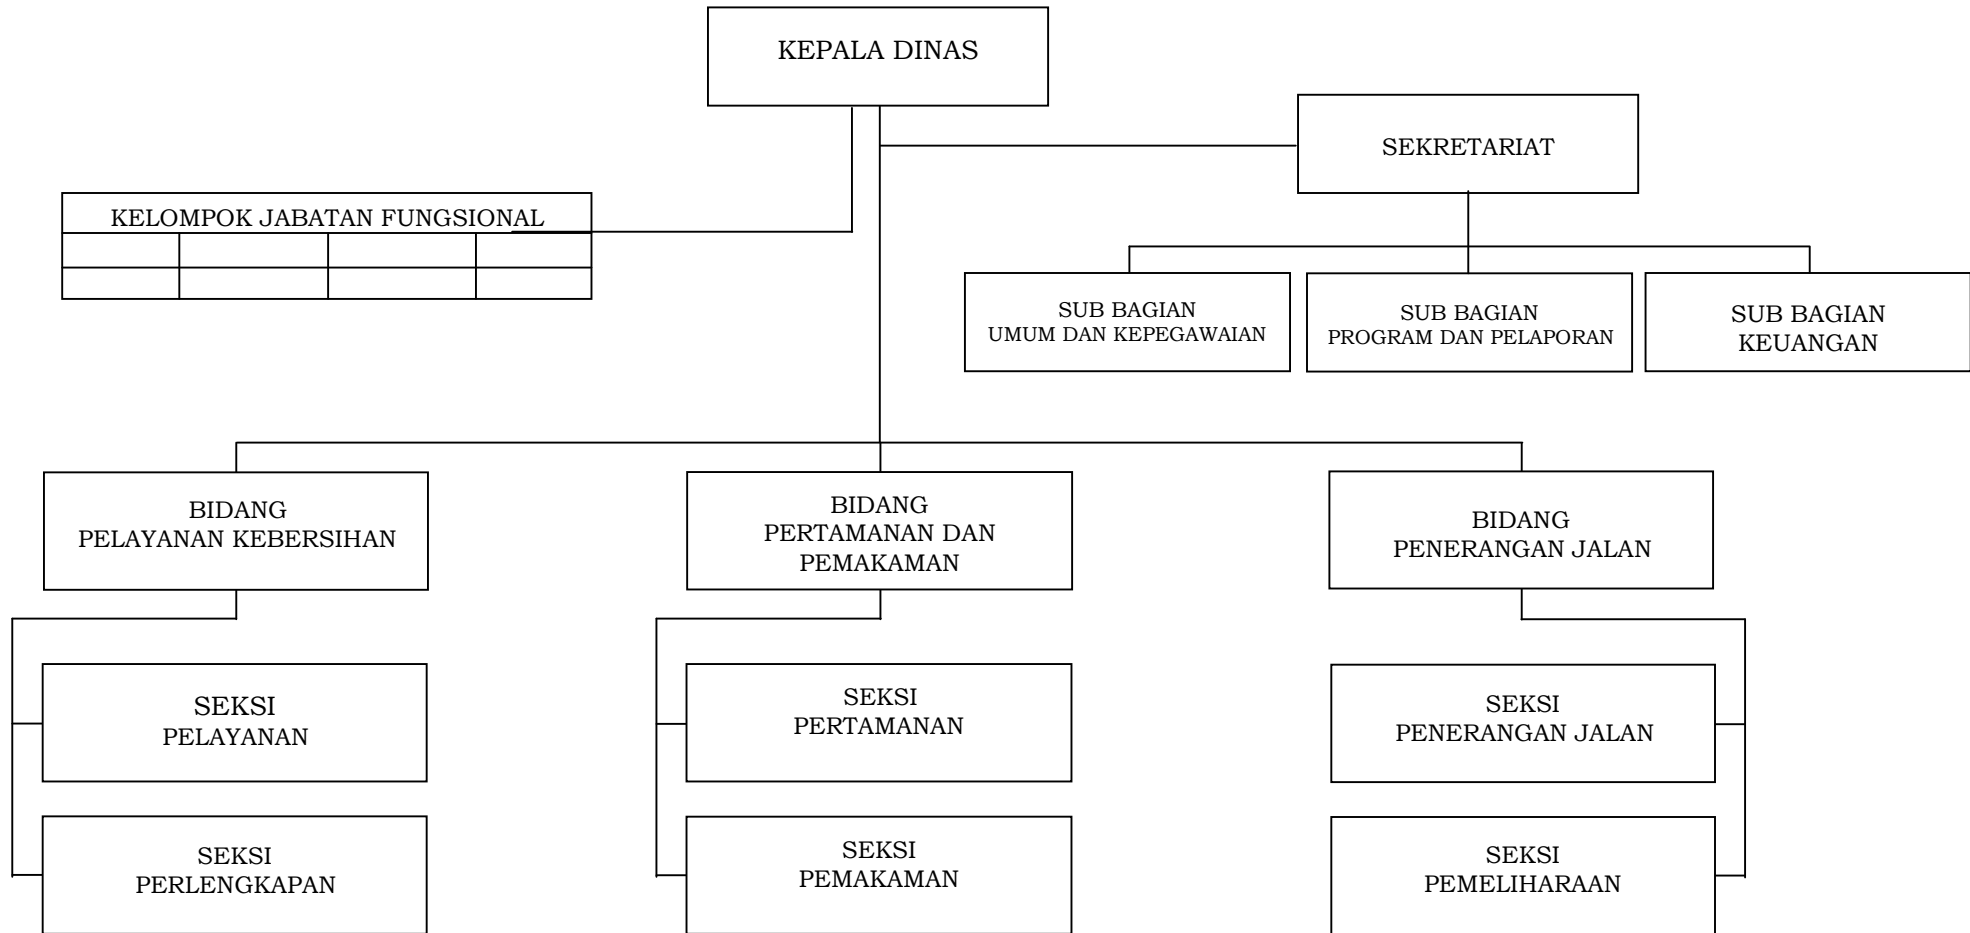 KEPALA DINAS
SEKRETARIAT
KELOMPOK JABATAN FUNGSIONAL
SUB BAGIAN
UMUM DAN KEPEGAWAIAN
SUB BAGIAN
PROGRAM DAN PELAPORAN
SUB BAGIAN
KEUANGAN
BIDANG
PELAYANAN KEBERSIHAN
BIDANG
PERTAMANAN DAN
PEMAKAMAN
BIDANG
PENERANGAN JALAN
SEKSI
PELAYANAN
SEKSI
PERTAMANAN
SEKSI
PENERANGAN JALAN
SEKSI
PERLENGKAPAN
SEKSI
PEMAKAMAN
SEKSI
PEMELIHARAAN